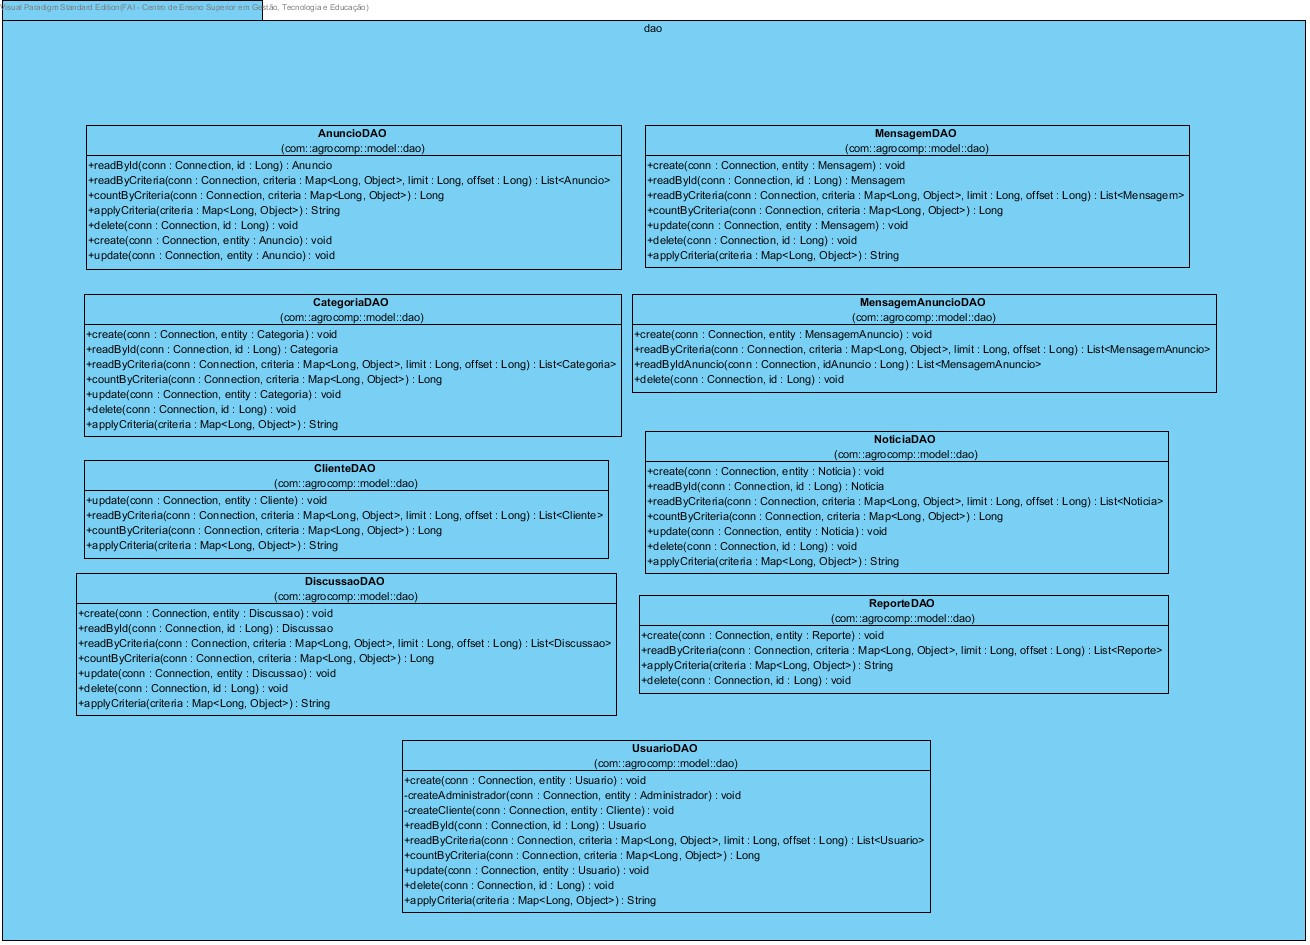 Visual Paradigm Standard Edition(FAI - Centro de Ensino Superior em Gestão, Tecnologia e Educação)
dao
AnuncioDAO
(com::agrocomp::model::dao)
+readById(conn : Connection, id : Long) : Anuncio
+readByCriteria(conn : Connection, criteria : Map<Long, Object>, limit : Long, offset : Long) : List<Anuncio>
+countByCriteria(conn : Connection, criteria : Map<Long, Object>) : Long
+applyCriteria(criteria : Map<Long, Object>) : String
+delete(conn : Connection, id : Long) : void
+create(conn : Connection, entity : Anuncio) : void
+update(conn : Connection, entity : Anuncio) : void
MensagemDAO
(com::agrocomp::model::dao)
+create(conn : Connection, entity : Mensagem) : void
+readById(conn : Connection, id : Long) : Mensagem
+readByCriteria(conn : Connection, criteria : Map<Long, Object>, limit : Long, offset : Long) : List<Mensagem>
+countByCriteria(conn : Connection, criteria : Map<Long, Object>) : Long
+update(conn : Connection, entity : Mensagem) : void
+delete(conn : Connection, id : Long) : void
+applyCriteria(criteria : Map<Long, Object>) : String
CategoriaDAO
(com::agrocomp::model::dao)
+create(conn : Connection, entity : Categoria) : void
+readById(conn : Connection, id : Long) : Categoria
+readByCriteria(conn : Connection, criteria : Map<Long, Object>, limit : Long, offset : Long) : List<Categoria>
+countByCriteria(conn : Connection, criteria : Map<Long, Object>) : Long
+update(conn : Connection, entity : Categoria) : void
+delete(conn : Connection, id : Long) : void
+applyCriteria(criteria : Map<Long, Object>) : String
MensagemAnuncioDAO
(com::agrocomp::model::dao)
+create(conn : Connection, entity : MensagemAnuncio) : void
+readByCriteria(conn : Connection, criteria : Map<Long, Object>, limit : Long, offset : Long) : List<MensagemAnuncio>
+readByIdAnuncio(conn : Connection, idAnuncio : Long) : List<MensagemAnuncio>
+delete(conn : Connection, id : Long) : void
ClienteDAO
(com::agrocomp::model::dao)
+update(conn : Connection, entity : Cliente) : void
+readByCriteria(conn : Connection, criteria : Map<Long, Object>, limit : Long, offset : Long) : List<Cliente>
+countByCriteria(conn : Connection, criteria : Map<Long, Object>) : Long
+applyCriteria(criteria : Map<Long, Object>) : String
NoticiaDAO
(com::agrocomp::model::dao)
+create(conn : Connection, entity : Noticia) : void
+readById(conn : Connection, id : Long) : Noticia
+readByCriteria(conn : Connection, criteria : Map<Long, Object>, limit : Long, offset : Long) : List<Noticia>
+countByCriteria(conn : Connection, criteria : Map<Long, Object>) : Long
+update(conn : Connection, entity : Noticia) : void
+delete(conn : Connection, id : Long) : void
+applyCriteria(criteria : Map<Long, Object>) : String
DiscussaoDAO
(com::agrocomp::model::dao)
+create(conn : Connection, entity : Discussao) : void
+readById(conn : Connection, id : Long) : Discussao
+readByCriteria(conn : Connection, criteria : Map<Long, Object>, limit : Long, offset : Long) : List<Discussao>
+countByCriteria(conn : Connection, criteria : Map<Long, Object>) : Long
+update(conn : Connection, entity : Discussao) : void
+delete(conn : Connection, id : Long) : void
+applyCriteria(criteria : Map<Long, Object>) : String
ReporteDAO
(com::agrocomp::model::dao)
+create(conn : Connection, entity : Reporte) : void
+readByCriteria(conn : Connection, criteria : Map<Long, Object>, limit : Long, offset : Long) : List<Reporte>
+applyCriteria(criteria : Map<Long, Object>) : String
+delete(conn : Connection, id : Long) : void
UsuarioDAO
(com::agrocomp::model::dao)
+create(conn : Connection, entity : Usuario) : void
-createAdministrador(conn : Connection, entity : Administrador) : void
-createCliente(conn : Connection, entity : Cliente) : void
+readById(conn : Connection, id : Long) : Usuario
+readByCriteria(conn : Connection, criteria : Map<Long, Object>, limit : Long, offset : Long) : List<Usuario>
+countByCriteria(conn : Connection, criteria : Map<Long, Object>) : Long
+update(conn : Connection, entity : Usuario) : void
+delete(conn : Connection, id : Long) : void
+applyCriteria(criteria : Map<Long, Object>) : String